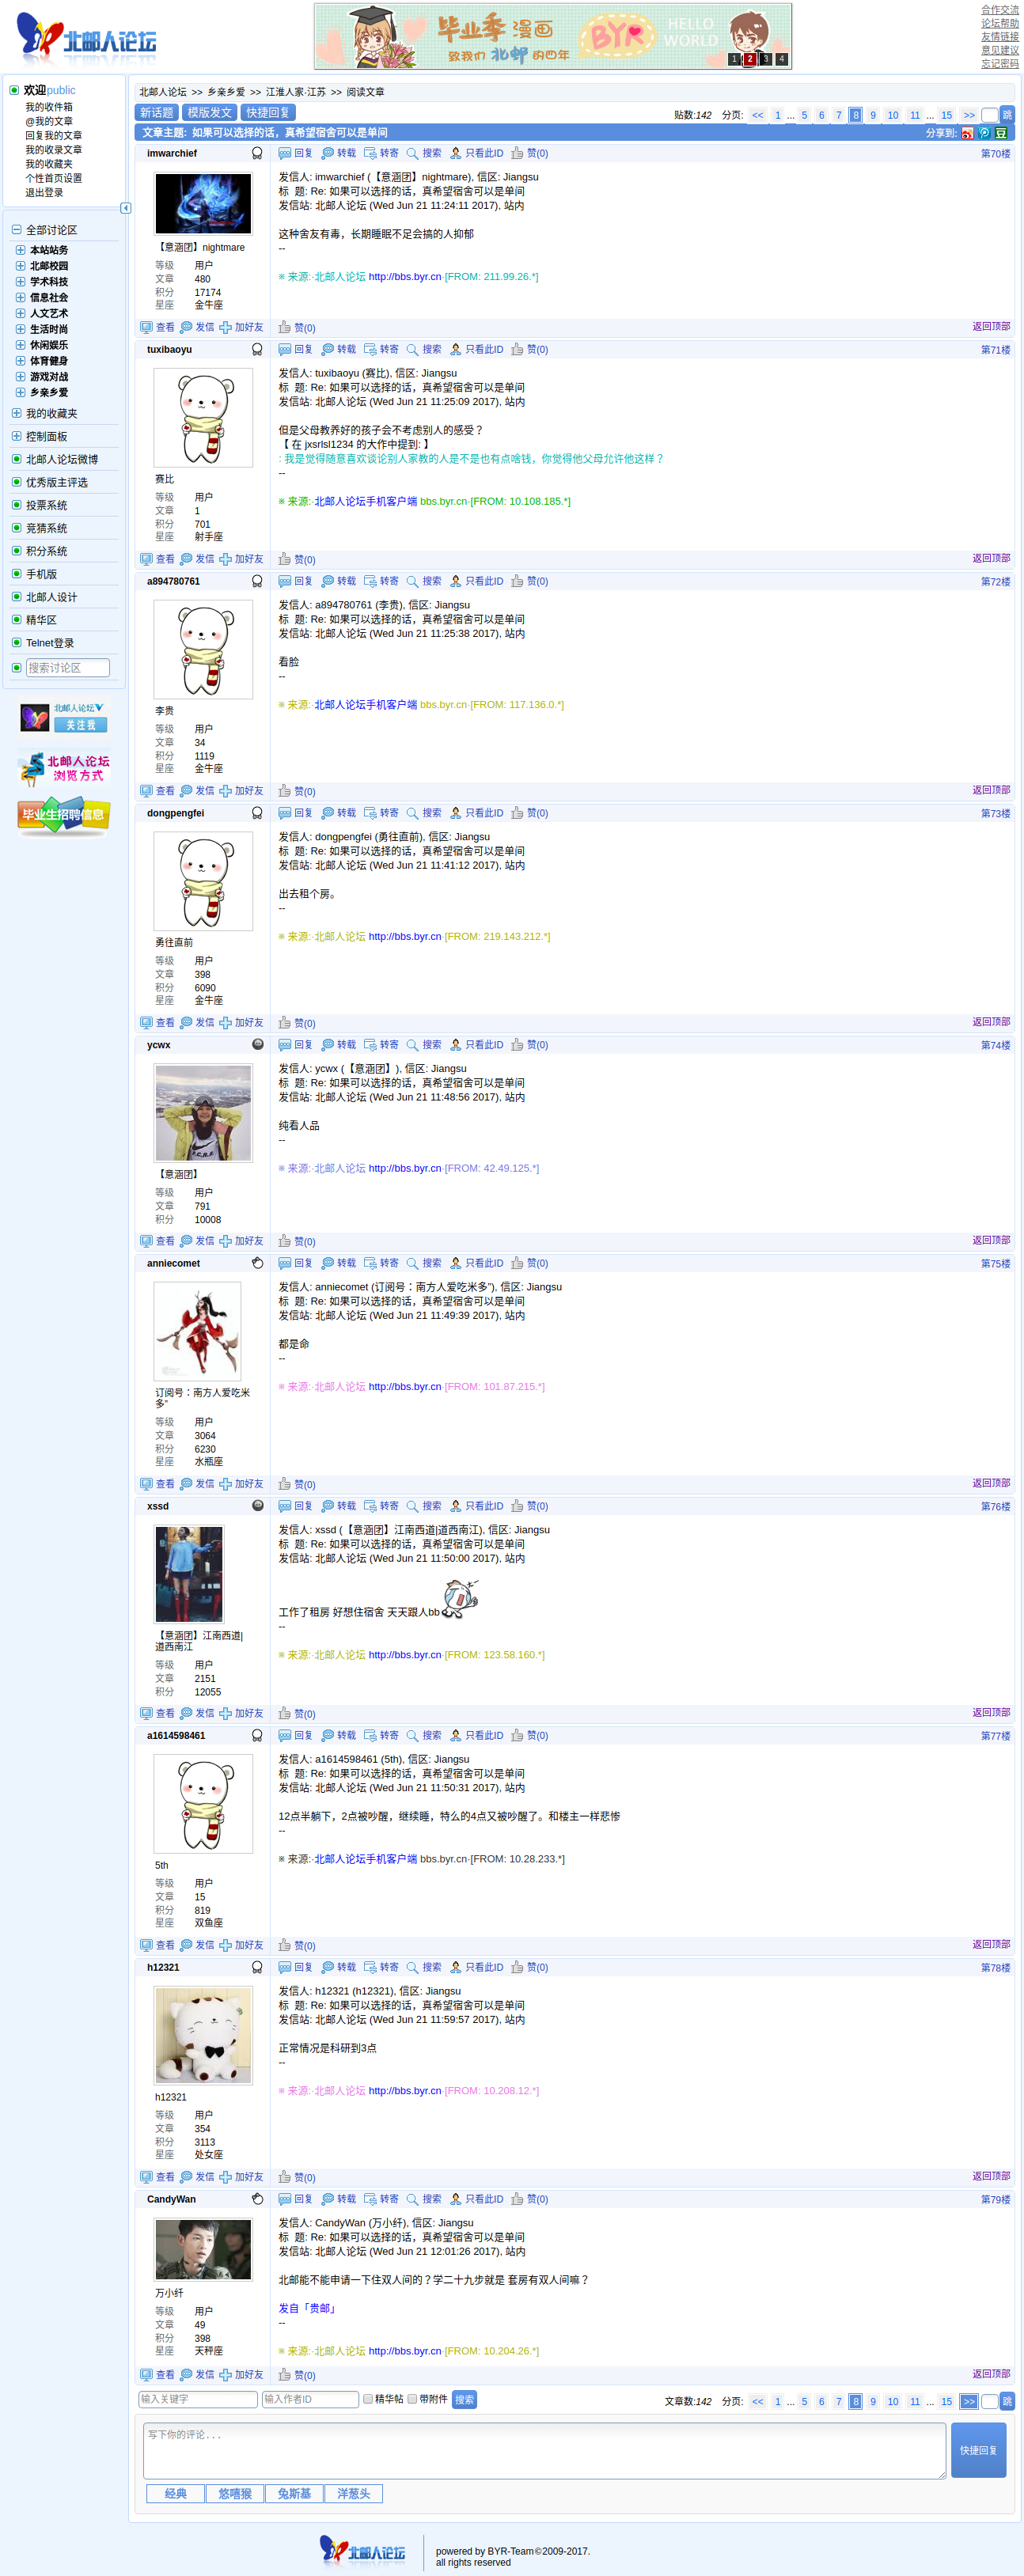 北邮人论坛
毕业季 漫画
致我们 北邮 的四年
BYR
HELLO
WORLD
1 2 3 4
合作交流
论坛帮助
友情链接
意见建议
忘记密码
欢迎public
我的收件箱
@我的文章
回复我的文章
我的收录文章
我的收藏夹
个性首页设置
退出登录
全部讨论区
本站站务
北邮校园
学术科技
信息社会
人文艺术
生活时尚
休闲娱乐
体育健身
游戏对战
乡亲乡爱
我的收藏夹
控制面板
北邮人论坛微博
优秀版主评选
投票系统
竞猜系统
积分系统
手机版
北邮人设计
精华区
Telnet登录
搜索讨论区
北邮人论坛
关注我
北邮人论坛
浏览方式
毕业生招聘信息
北邮人论坛 >> 乡亲乡爱 >> 江淮人家·江苏 >> 阅读文章
新话题 模版发文 快捷回复
贴数:142 分页: << 1 ... 5 6 7 8 9 10 11 ... 15 >> 跳
文章主题: 如果可以选择的话，真希望宿舍可以是单间 分享到: 豆
imwarchief 回复 转载 转寄 搜索 只看此ID 赞(0) 第70楼
【意涵团】nightmare
等级 用户
文章 480
积分 17174
星座 金牛座
发信人: imwarchief (【意涵团】nightmare), 信区: Jiangsu
标 题: Re: 如果可以选择的话，真希望宿舍可以是单间
发信站: 北邮人论坛 (Wed Jun 21 11:24:11 2017), 站内
这种舍友有毒，长期睡眠不足会搞的人抑郁
--
※ 来源:·北邮人论坛 http://bbs.byr.cn·[FROM: 211.99.26.*]
查看 发信 加好友 赞(0) 返回顶部
tuxibaoyu 回复 转载 转寄 搜索 只看此ID 赞(0) 第71楼
赛比
等级 用户
文章 1
积分 701
星座 射手座
发信人: tuxibaoyu (赛比), 信区: Jiangsu
标 题: Re: 如果可以选择的话，真希望宿舍可以是单间
发信站: 北邮人论坛 (Wed Jun 21 11:25:09 2017), 站内
但是父母教养好的孩子会不考虑别人的感受？
【 在 jxsrlsl1234 的大作中提到: 】
: 我是觉得随意喜欢谈论别人家教的人是不是也有点啥钱，你觉得他父母允许他这样？
--
※ 来源:·北邮人论坛手机客户端 bbs.byr.cn·[FROM: 10.108.185.*]
查看 发信 加好友 赞(0) 返回顶部
a894780761 回复 转载 转寄 搜索 只看此ID 赞(0) 第72楼
李贵
等级 用户
文章 34
积分 1119
星座 金牛座
发信人: a894780761 (李贵), 信区: Jiangsu
标 题: Re: 如果可以选择的话，真希望宿舍可以是单间
发信站: 北邮人论坛 (Wed Jun 21 11:25:38 2017), 站内
看脸
--
※ 来源:·北邮人论坛手机客户端 bbs.byr.cn·[FROM: 117.136.0.*]
查看 发信 加好友 赞(0) 返回顶部
dongpengfei 回复 转载 转寄 搜索 只看此ID 赞(0) 第73楼
勇往直前
等级 用户
文章 398
积分 6090
星座 金牛座
发信人: dongpengfei (勇往直前), 信区: Jiangsu
标 题: Re: 如果可以选择的话，真希望宿舍可以是单间
发信站: 北邮人论坛 (Wed Jun 21 11:41:12 2017), 站内
出去租个房。
--
※ 来源:·北邮人论坛 http://bbs.byr.cn·[FROM: 219.143.212.*]
查看 发信 加好友 赞(0) 返回顶部
ycwx 回复 转载 转寄 搜索 只看此ID 赞(0) 第74楼
【意涵团】
等级 用户
文章 791
积分 10008
发信人: ycwx (【意涵团】), 信区: Jiangsu
标 题: Re: 如果可以选择的话，真希望宿舍可以是单间
发信站: 北邮人论坛 (Wed Jun 21 11:48:56 2017), 站内
纯看人品
--
※ 来源:·北邮人论坛 http://bbs.byr.cn·[FROM: 42.49.125.*]
查看 发信 加好友 赞(0) 返回顶部
anniecomet 回复 转载 转寄 搜索 只看此ID 赞(0) 第75楼
订阅号：南方人爱吃米
多”
等级 用户
文章 3064
积分 6230
星座 水瓶座
发信人: anniecomet (订阅号：南方人爱吃米多”), 信区: Jiangsu
标 题: Re: 如果可以选择的话，真希望宿舍可以是单间
发信站: 北邮人论坛 (Wed Jun 21 11:49:39 2017), 站内
都是命
--
※ 来源:·北邮人论坛 http://bbs.byr.cn·[FROM: 101.87.215.*]
查看 发信 加好友 赞(0) 返回顶部
xssd 回复 转载 转寄 搜索 只看此ID 赞(0) 第76楼
【意涵团】江南西道|
道西南江
等级 用户
文章 2151
积分 12055
发信人: xssd (【意涵团】江南西道|道西南江), 信区: Jiangsu
标 题: Re: 如果可以选择的话，真希望宿舍可以是单间
发信站: 北邮人论坛 (Wed Jun 21 11:50:00 2017), 站内
工作了租房 好想住宿舍 天天跟人bb
--
※ 来源:·北邮人论坛 http://bbs.byr.cn·[FROM: 123.58.160.*]
查看 发信 加好友 赞(0) 返回顶部
a1614598461 回复 转载 转寄 搜索 只看此ID 赞(0) 第77楼
5th
等级 用户
文章 15
积分 819
星座 双鱼座
发信人: a1614598461 (5th), 信区: Jiangsu
标 题: Re: 如果可以选择的话，真希望宿舍可以是单间
发信站: 北邮人论坛 (Wed Jun 21 11:50:31 2017), 站内
12点半躺下，2点被吵醒，继续睡，特么的4点又被吵醒了。和楼主一样悲惨
--
※ 来源:·北邮人论坛手机客户端 bbs.byr.cn·[FROM: 10.28.233.*]
查看 发信 加好友 赞(0) 返回顶部
h12321 回复 转载 转寄 搜索 只看此ID 赞(0) 第78楼
h12321
等级 用户
文章 354
积分 3113
星座 处女座
发信人: h12321 (h12321), 信区: Jiangsu
标 题: Re: 如果可以选择的话，真希望宿舍可以是单间
发信站: 北邮人论坛 (Wed Jun 21 11:59:57 2017), 站内
正常情况是科研到3点
--
※ 来源:·北邮人论坛 http://bbs.byr.cn·[FROM: 10.208.12.*]
查看 发信 加好友 赞(0) 返回顶部
CandyWan 回复 转载 转寄 搜索 只看此ID 赞(0) 第79楼
万小纤
等级 用户
文章 49
积分 398
星座 天秤座
发信人: CandyWan (万小纤), 信区: Jiangsu
标 题: Re: 如果可以选择的话，真希望宿舍可以是单间
发信站: 北邮人论坛 (Wed Jun 21 12:01:26 2017), 站内
北邮能不能申请一下住双人间的？学二十九步就是 套房有双人间嘛？
发自「贵邮」
--
※ 来源:·北邮人论坛 http://bbs.byr.cn·[FROM: 10.204.26.*]
查看 发信 加好友 赞(0) 返回顶部
输入关键字 输入作者ID 精华帖 带附件 搜索
文章数:142 分页: << 1 ... 5 6 7 8 9 10 11 ... 15 >> 跳
写下你的评论...
快捷回复
经典 悠嘻猴 兔斯基 洋葱头
北邮人论坛
powered by BYR-Team©2009-2017.
all rights reserved